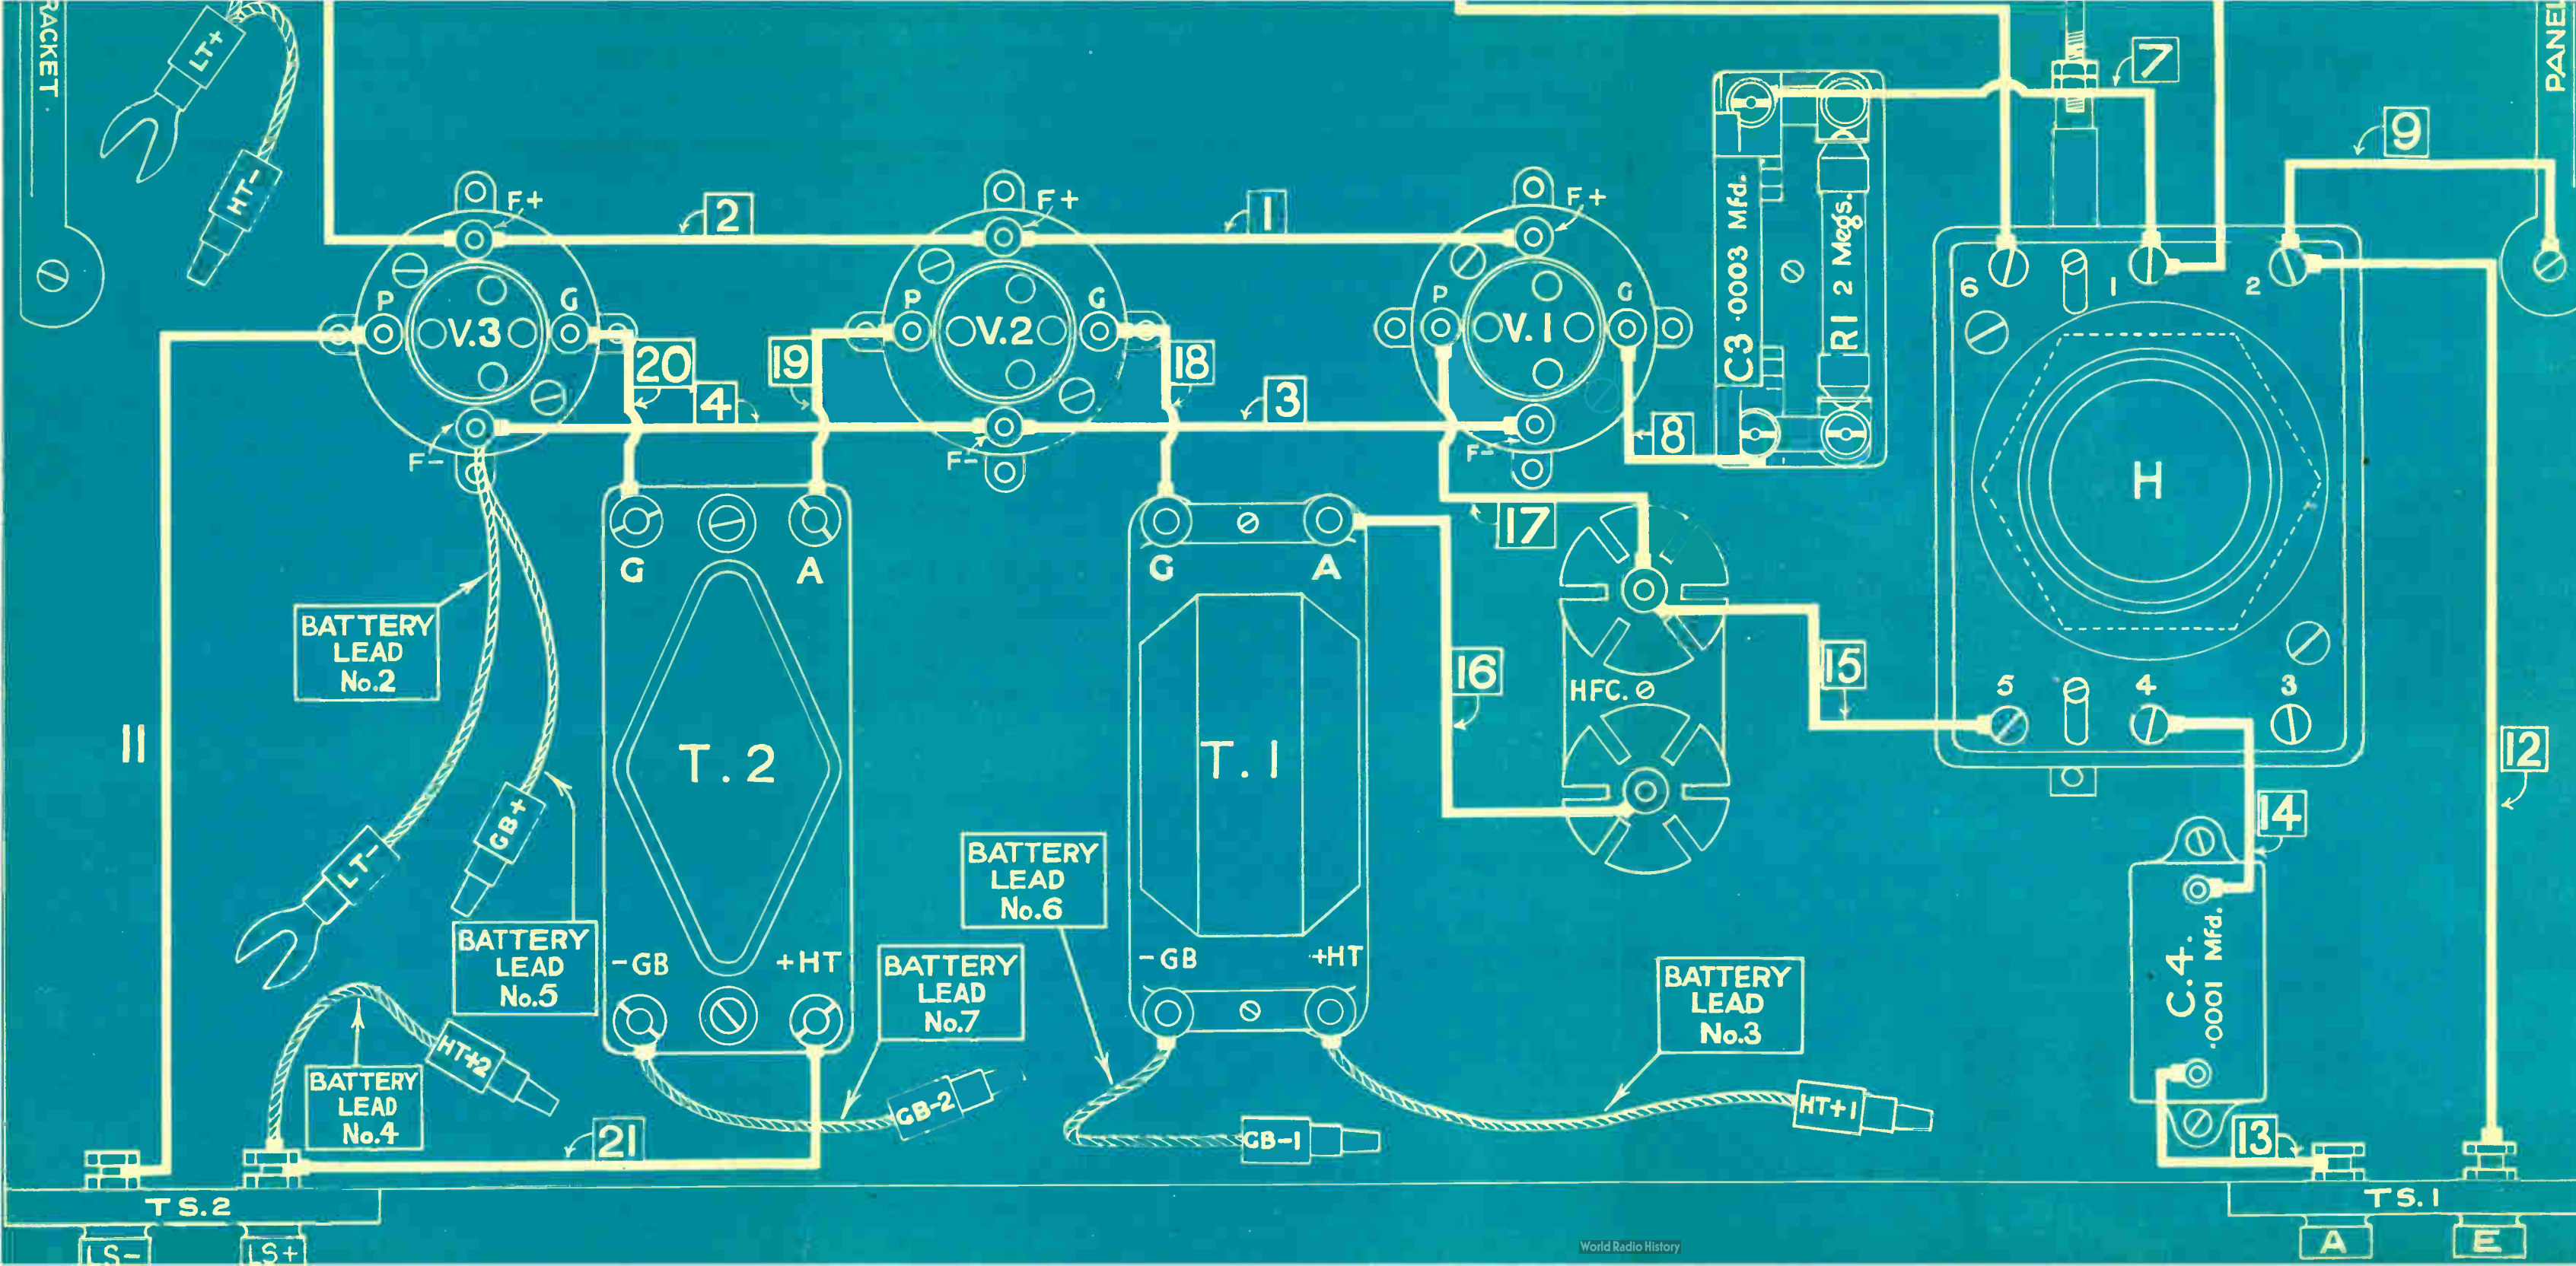 RACKET
LT+
HT-
PANEL
7
9
F+
2
F+
1
F+
C3 .0003 Mfd.
R1 2 Megs.
6
1
2
P
V.3
G
P
V.2
G
P
V.1
G
20
4
19
18
3
8
F-
F-
F-
17
H
G
A
G
A
BATTERY
LEAD
No.2
16
HFC.
15
5
4
3
11
T.2
T.1
12
GB+
LT-
14
BATTERY
LEAD
No.6
BATTERY
LEAD
No.5
-GB
+HT
BATTERY
LEAD
No.7
-GB
+HT
BATTERY
LEAD
No.3
C.4.
.0001 Mfd.
HT+2
BATTERY
LEAD
No.4
GB-2
GB-1
HT+1
21
13
TS.2
TS.1
LS-
LS+
A
E
World Radio History